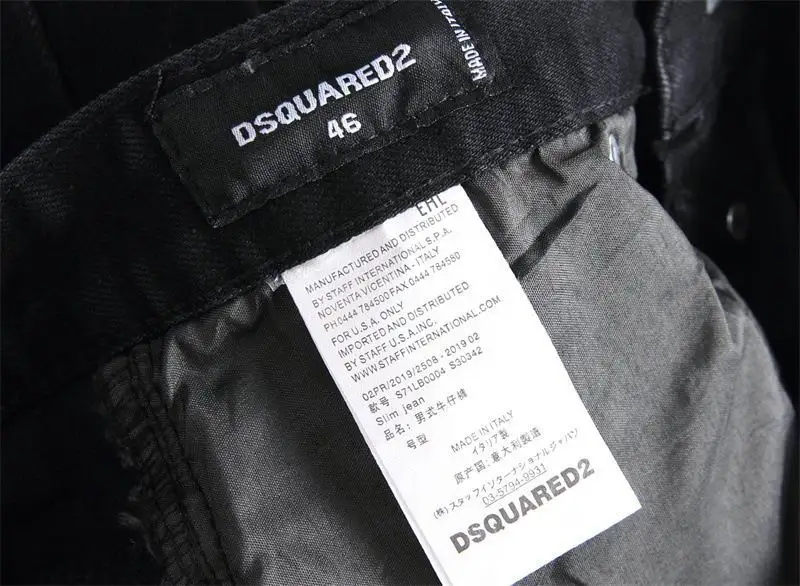 DSQUARED2
46
MADE IN ITALY
EAC
MANUFACTURED AND DISTRIBUTED
BY STAFF INTERNATIONAL S.P.A.
NOVENTA VICENTINA - ITALY
PH.0444 784500 FAX.0444 784580
FOR U.S.A. ONLY
IMPORTED AND DISTRIBUTED
BY STAFF U.S.A.INC.
WWW.STAFFINTERNATIONAL.COM
02PR/2019/2508 - 2019 02
款号 S71LB0004 S30342
Slim jean
品名: 男式牛仔裤
号型
MADE IN ITALY
イタリア製
原产国: 意大利製造
(株) スタッフインターナショナルジャパン
03-5794-9931
DSQUARED2